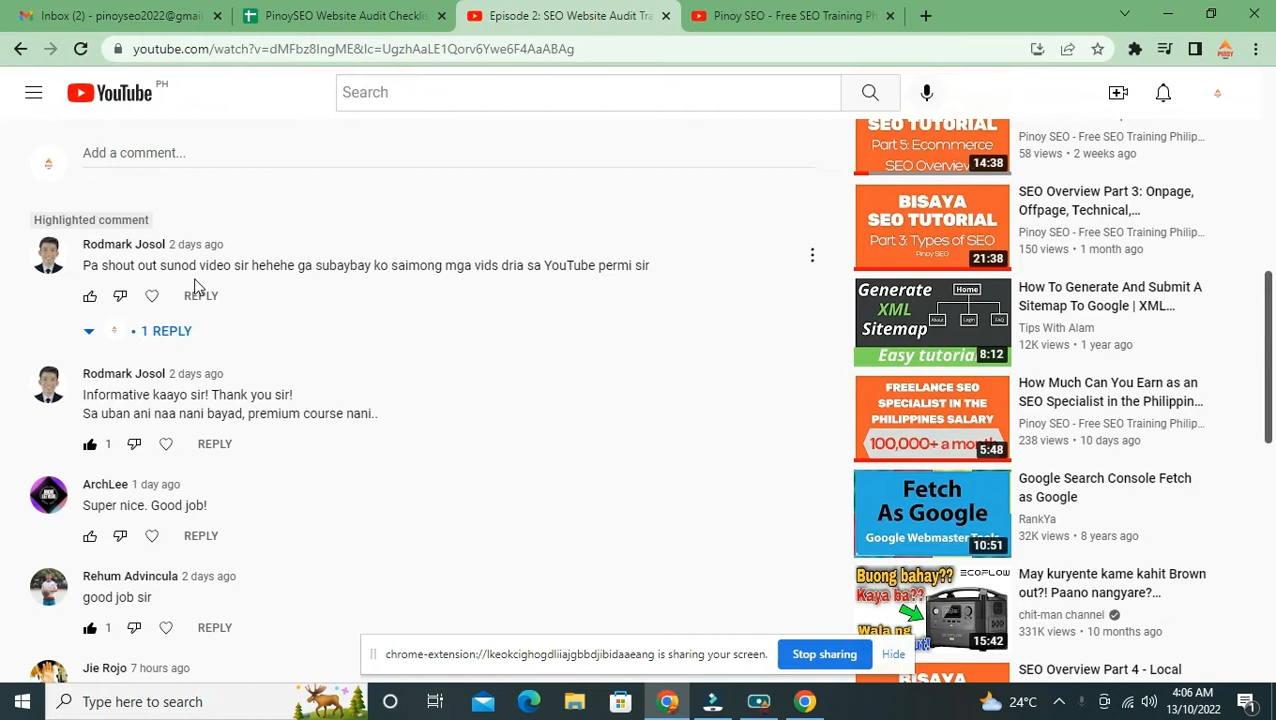 Inbox (2) - pinoyseo2022@gmail
PinoySEO Website Audit Checklis
Episode 2: SEO Website Audit Tra
Pinoy SEO - Free SEO Training Ph
youtube.com/watch?v=dMFbz8IngME&lc=UgzhAaLE1Qorv6Ywe6F4AaABAg
YouTube PH
Search
Add a comment...
Highlighted comment
Rodmark Josol 2 days ago
Pa shout out sunod video sir hehehe ga subaybay ko saimong mga vids dria sa YouTube permi sir
REPLY
• 1 REPLY
Rodmark Josol 2 days ago
Informative kaayo sir! Thank you sir!
Sa uban ani naa nani bayad, premium course nani..
1 REPLY
ArchLee 1 day ago
Super nice. Good job!
REPLY
Rehum Advincula 2 days ago
good job sir
1 REPLY
Jie Rojo 7 hours ago
SEO TUTORIAL
Part 5: Ecommerce
SEO Overview
14:38
Pinoy SEO - Free SEO Training Philip...
58 views • 2 weeks ago
BISAYA
SEO TUTORIAL
Part 3: Types of SEO
Pinoy SEO
21:38
SEO Overview Part 3: Onpage,
Offpage, Technical,...
Pinoy SEO - Free SEO Training Philip...
150 views • 1 month ago
Generate
XML
Sitemap
Home
About
Login
FAQ
Easy tutorial
8:12
How To Generate And Submit A
Sitemap To Google | XML...
Tips With Alam
12K views • 1 year ago
FREELANCE SEO
SPECIALIST IN THE
PHILIPPINES SALARY
100,000+ a month
5:48
How Much Can You Earn as an
SEO Specialist in the Philippin...
Pinoy SEO - Free SEO Training Philip...
238 views • 10 days ago
Fetch
As Google
Google Webmaster Tools
10:51
Google Search Console Fetch
as Google
RankYa
32K views • 8 years ago
Buong bahay??
Kaya ba??
Wala ng
ECOFLOW
15:42
May kuryente kame kahit Brown
out?! Paano nangyare?...
chit-man channel
331K views • 10 months ago
BISAYA
SEO Overview Part 4 - Local
chrome-extension://lkeokcighogdliiajgbbdjibidaaeang is sharing your screen.
Stop sharing
Hide
Type here to search
24°C
4:06 AM
13/10/2022
1